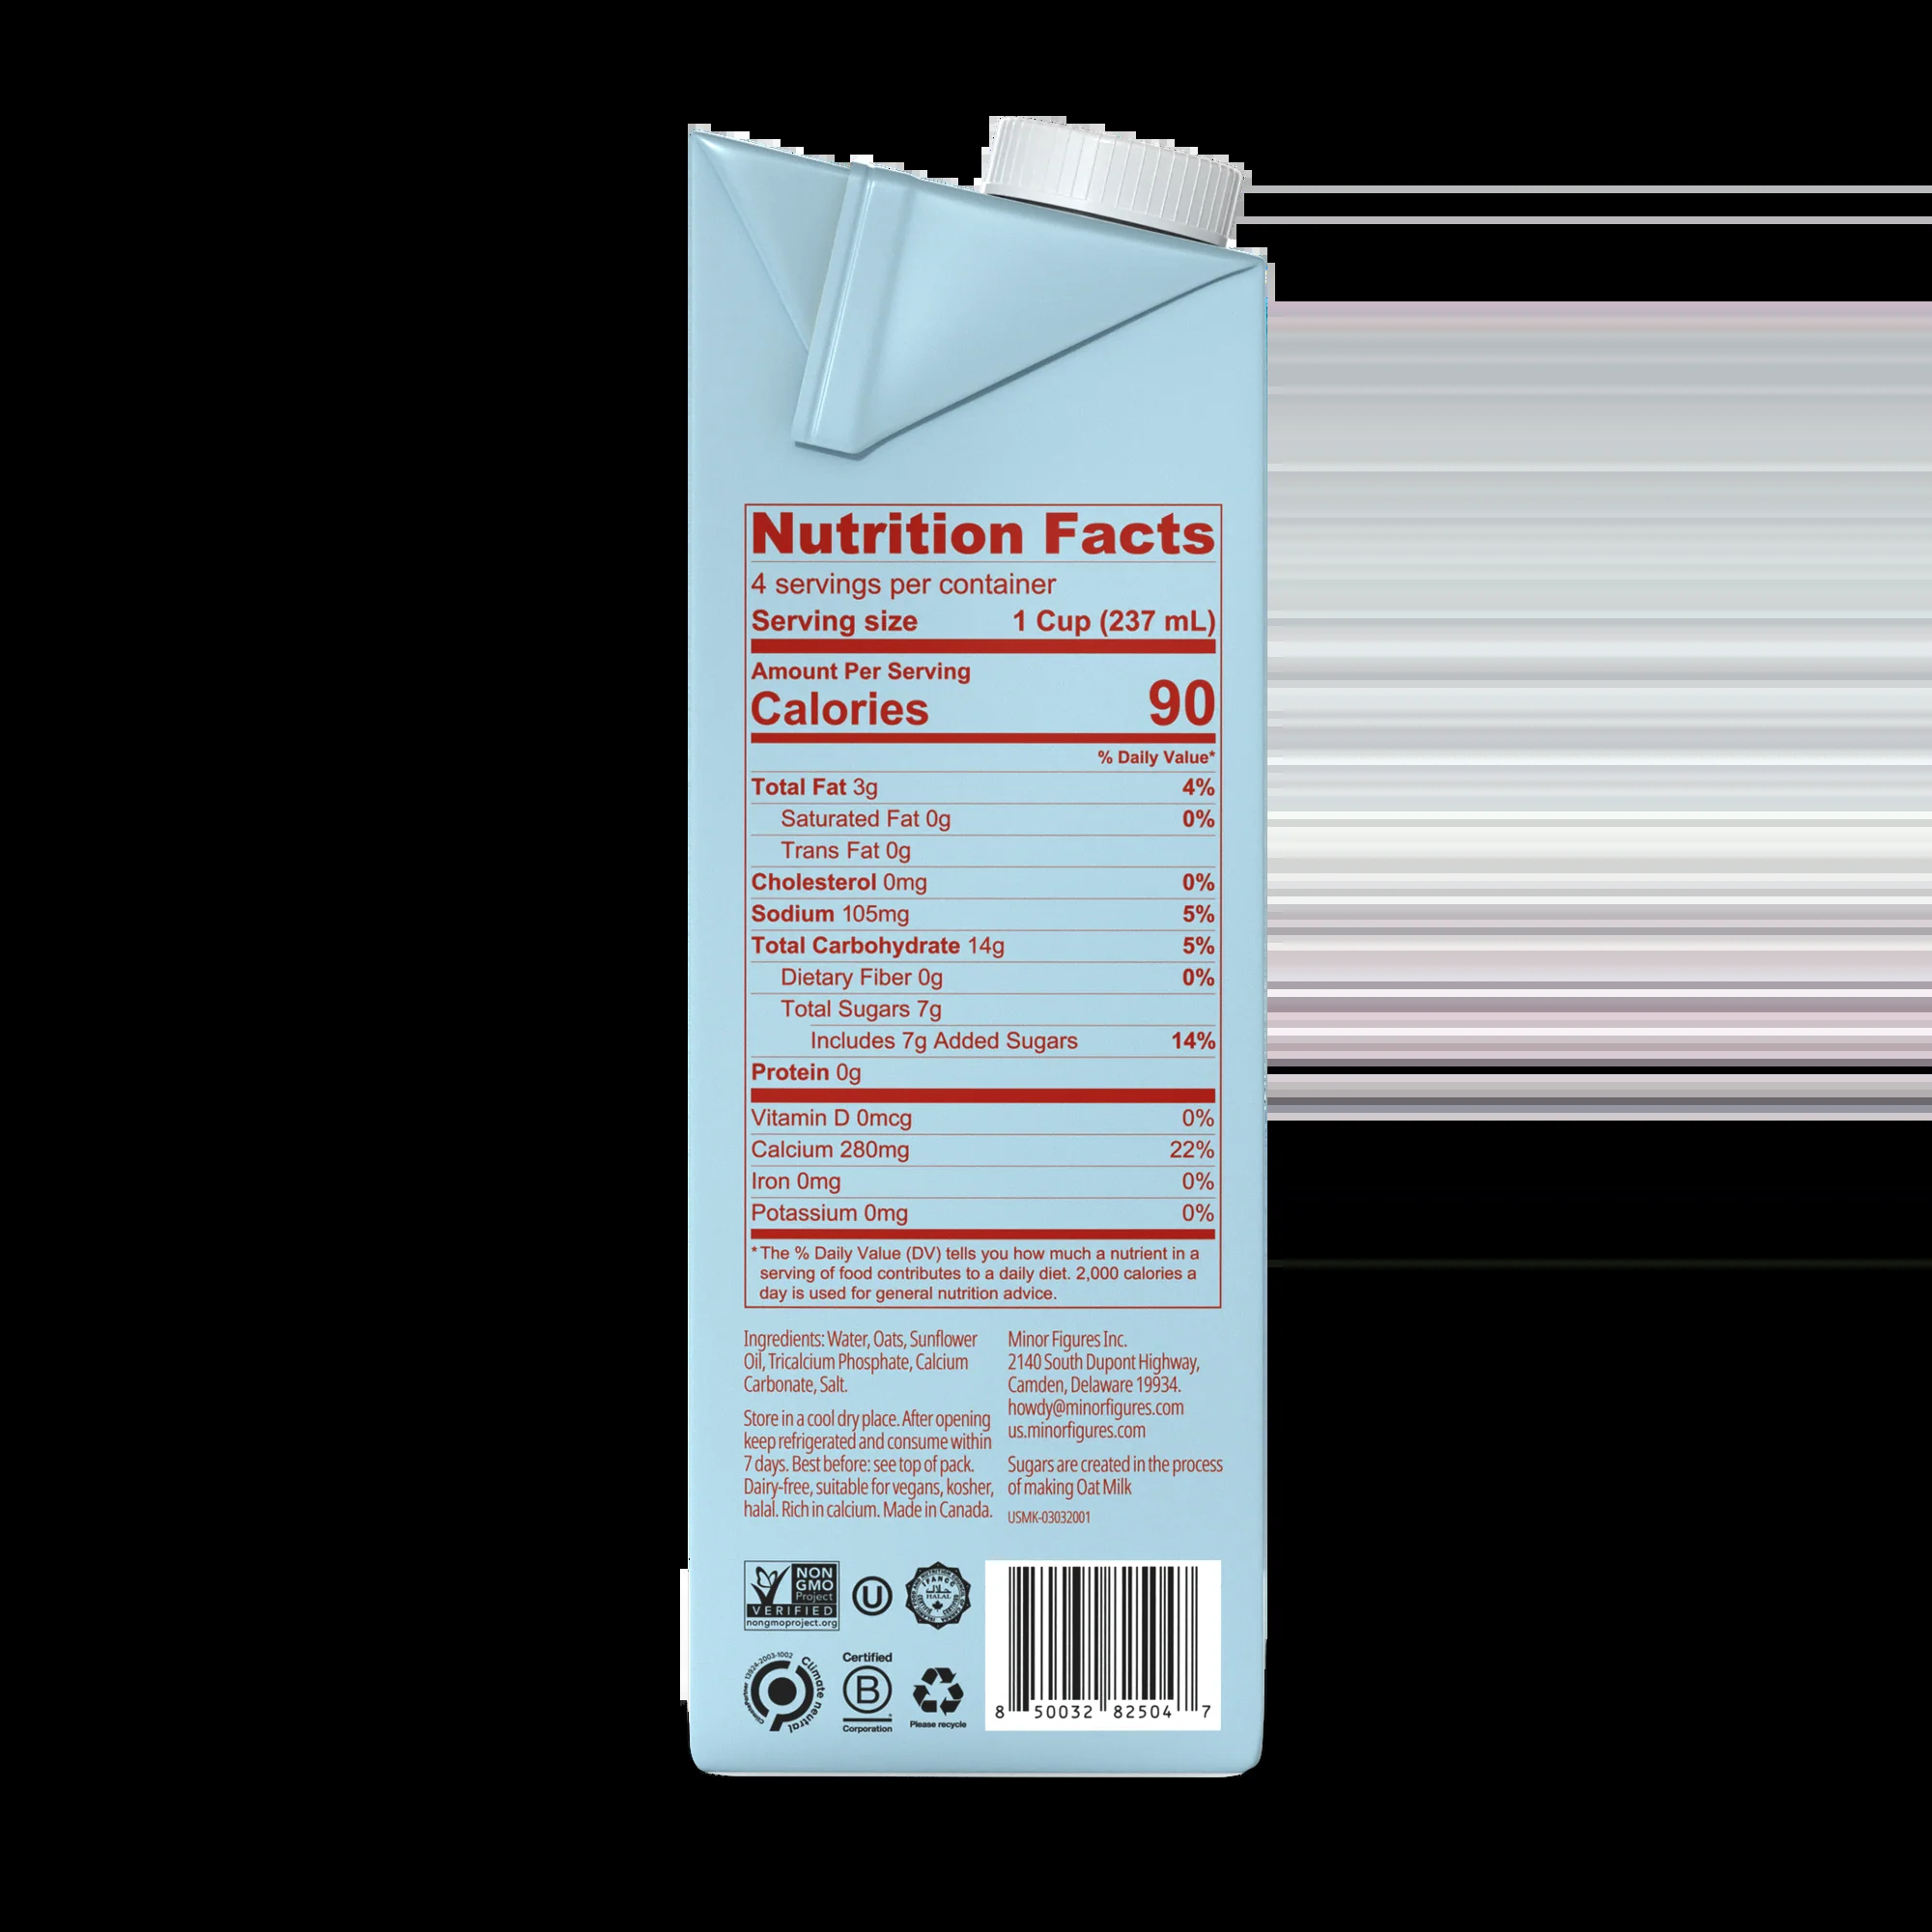 Nutrition Facts
4 servings per container
Serving size 1 Cup (237 mL)
Amount Per Serving
Calories 90
% Daily Value*
Total Fat 3g 4%
Saturated Fat 0g 0%
Trans Fat 0g
Cholesterol 0mg 0%
Sodium 105mg 5%
Total Carbohydrate 14g 5%
Dietary Fiber 0g 0%
Total Sugars 7g
Includes 7g Added Sugars 14%
Protein 0g
Vitamin D 0mcg 0%
Calcium 280mg 22%
Iron 0mg 0%
Potassium 0mg 0%
*The % Daily Value (DV) tells you how much a nutrient in a
serving of food contributes to a daily diet. 2,000 calories a
day is used for general nutrition advice.
Ingredients: Water, Oats, Sunflower
Oil, Tricalcium Phosphate, Calcium
Carbonate, Salt.
Store in a cool dry place. After opening
keep refrigerated and consume within
7 days. Best before: see top of pack.
Dairy-free, suitable for vegans, kosher,
halal. Rich in calcium. Made in Canada.
Minor Figures Inc.
2140 South Dupont Highway,
Camden, Delaware 19934.
howdy@minorfigures.com
us.minorfigures.com
Sugars are created in the process
of making Oat Milk
USMK-03032001
NON
GMO
Project
VERIFIED
nongmoproject.org
U
IFANCC
حلال
HALAL
ClimatePartner 13924-2003-1002
Climate neutral
Certified
B
Corporation
Please recycle
8 50032 82504 7